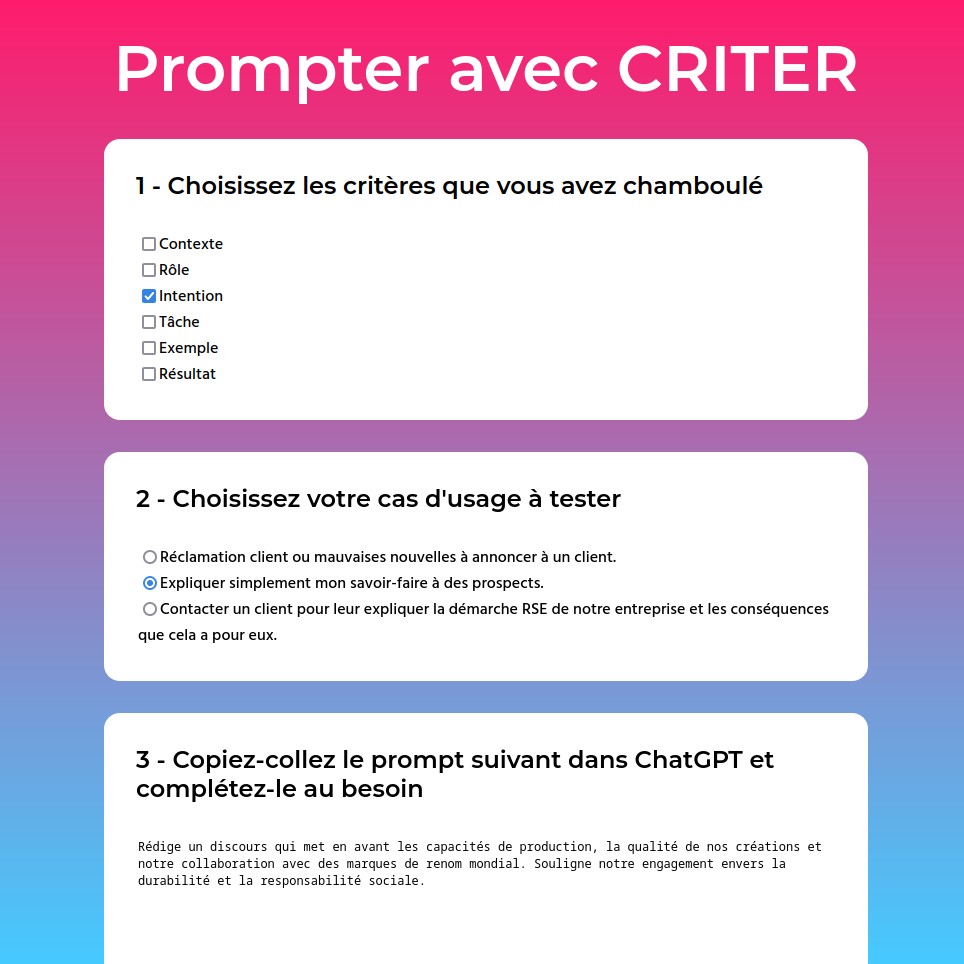 Prompter avec CRITER
1 - Choisissez les critères que vous avez chamboulé
Contexte
Rôle
Intention
Tâche
Exemple
Résultat
2 - Choisissez votre cas d'usage à tester
Réclamation client ou mauvaises nouvelles à annoncer à un client.
Expliquer simplement mon savoir-faire à des prospects.
Contacter un client pour leur expliquer la démarche RSE de notre entreprise et les conséquences
que cela a pour eux.
3 - Copiez-collez le prompt suivant dans ChatGPT et
complétez-le au besoin
Rédige un discours qui met en avant les capacités de production, la qualité de nos créations et
notre collaboration avec des marques de renom mondial. Souligne notre engagement envers la
durabilité et la responsabilité sociale.